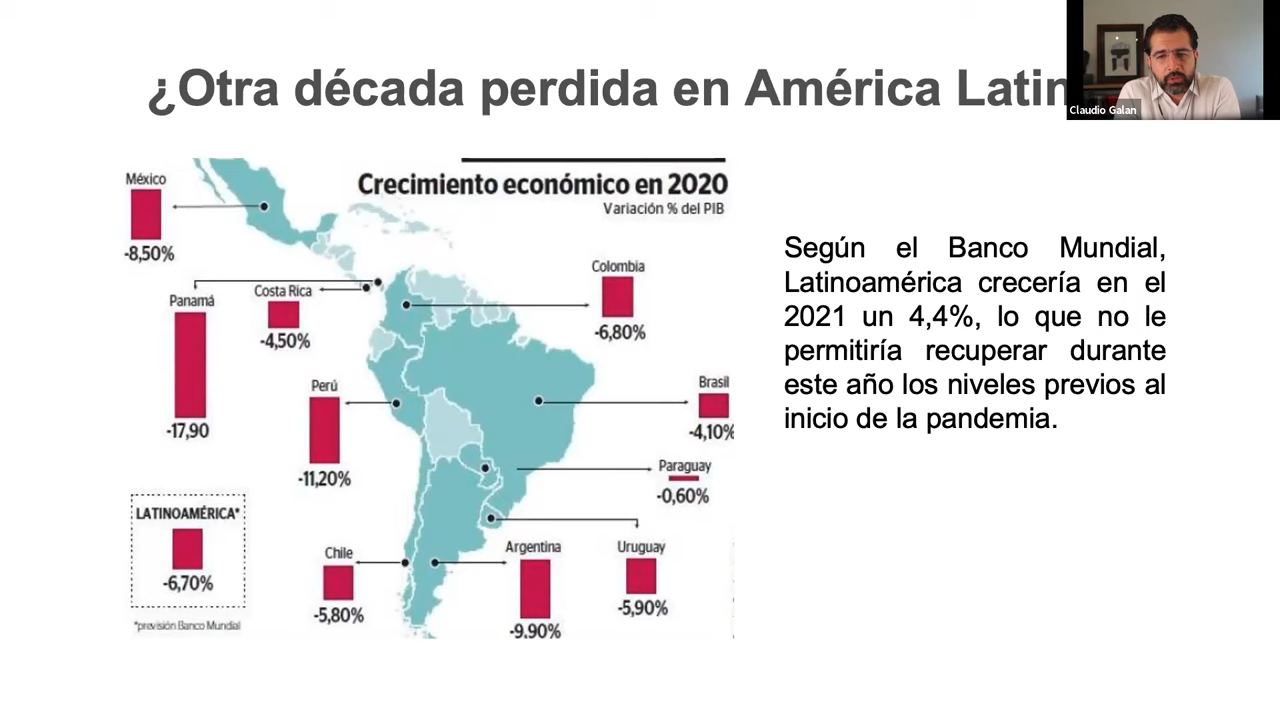 ¿Otra década perdida en América Latin
Claudio Galan
Crecimiento económico en 2020
Variación % del PIB
México
-8,50%
Panamá
-17,90
Costa Rica
-4,50%
Colombia
-6,80%
Perú
-11,20%
Brasil
-4,10%
Paraguay
-0,60%
LATINOAMÉRICA*
-6,70%
*previsión Banco Mundial
Chile
-5,80%
Argentina
-9,90%
Uruguay
-5,90%
Según el Banco Mundial,
Latinoamérica crecería en el
2021 un 4,4%, lo que no le
permitiría recuperar durante
este año los niveles previos al
inicio de la pandemia.